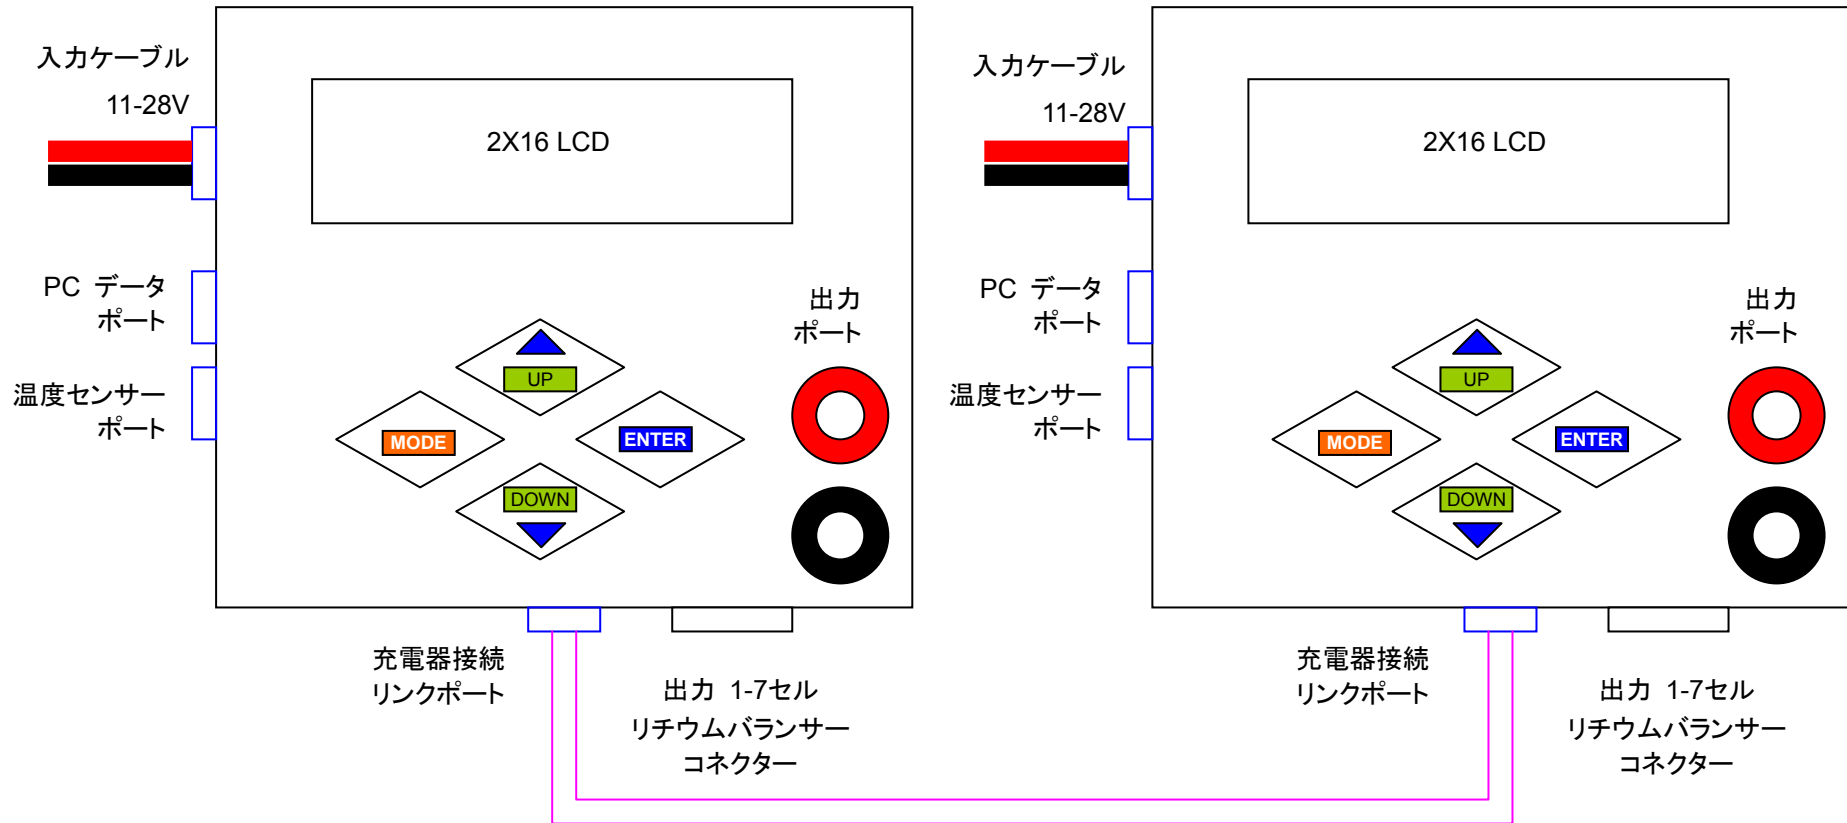 入力ケーブル
11-28V
2X16 LCD
PC データ
ポート
温度センサー
ポート
UP
MODE
ENTER
DOWN
出力
ポート
充電器接続
リンクポート
出力 1-7セル
リチウムバランサー
コネクター
入力ケーブル
11-28V
2X16 LCD
PC データ
ポート
温度センサー
ポート
UP
MODE
ENTER
DOWN
出力
ポート
充電器接続
リンクポート
出力 1-7セル
リチウムバランサー
コネクター